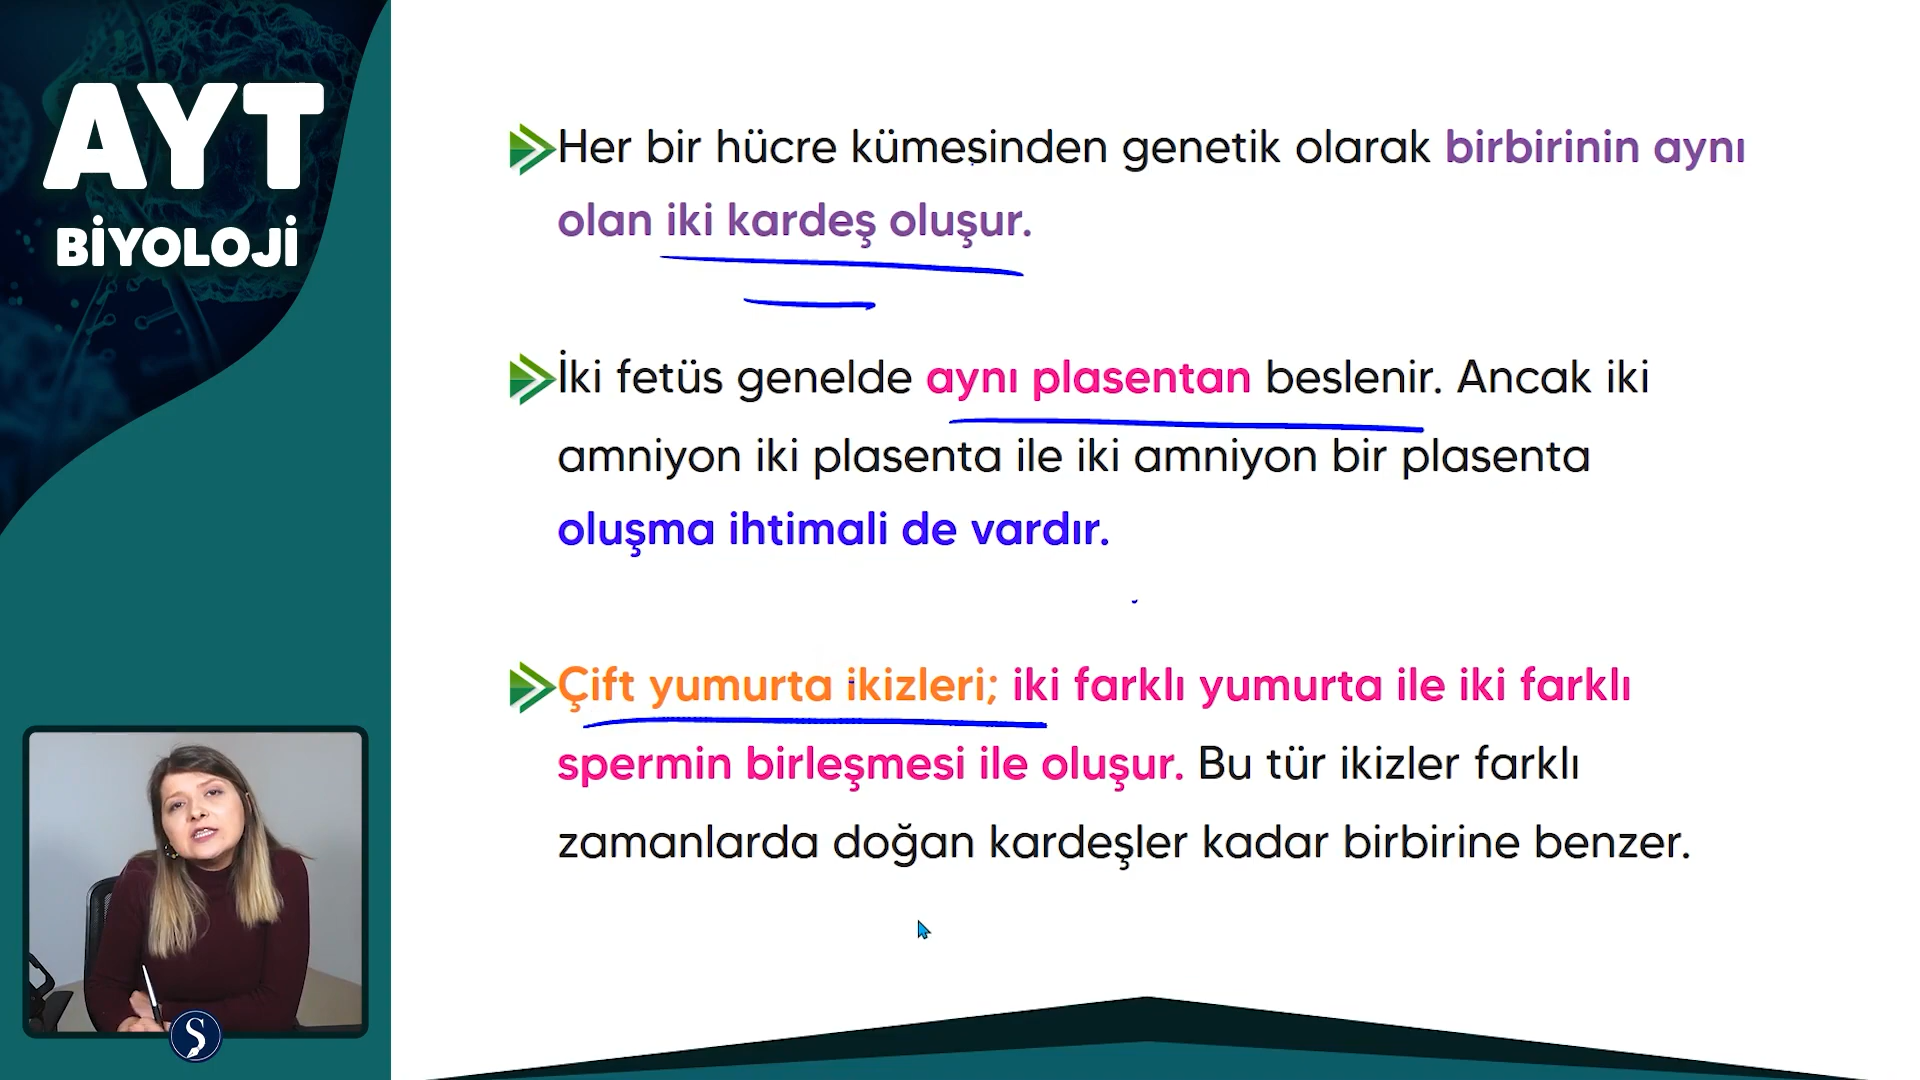 AYT
BİYOLOJİ
Her bir hücre kümesinden genetik olarak birbirinin aynı
olan iki kardeş oluşur.
İki fetüs genelde aynı plasentan beslenir. Ancak iki
amniyon iki plasenta ile iki amniyon bir plasenta
oluşma ihtimali de vardır.
Çift yumurta ikizleri; iki farklı yumurta ile iki farklı
spermin birleşmesi ile oluşur. Bu tür ikizler farklı
zamanlarda doğan kardeşler kadar birbirine benzer.
Ş